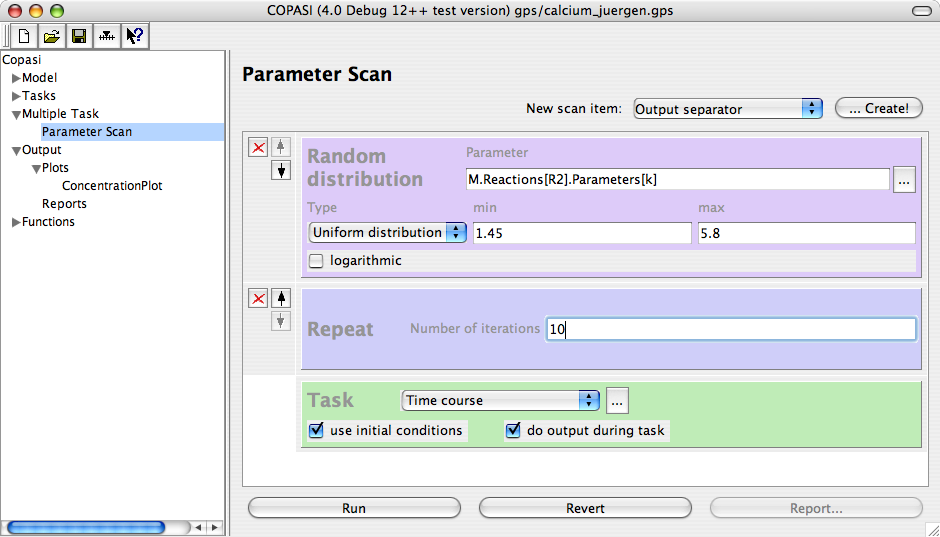 COPASI (4.0 Debug 12++ test version) gps/calcium_juergen.gps
Copasi
Model
Tasks
Multiple Task
Parameter Scan
Output
Plots
ConcentrationPlot
Reports
Functions
Parameter Scan
New scan item: Output separator ... Create!
Random distribution
Parameter
M.Reactions[R2].Parameters[k] ...
Type min max
Uniform distribution 1.45 5.8
logarithmic
Repeat Number of iterations 10
Task Time course ...
use initial conditions do output during task
Run Revert Report...